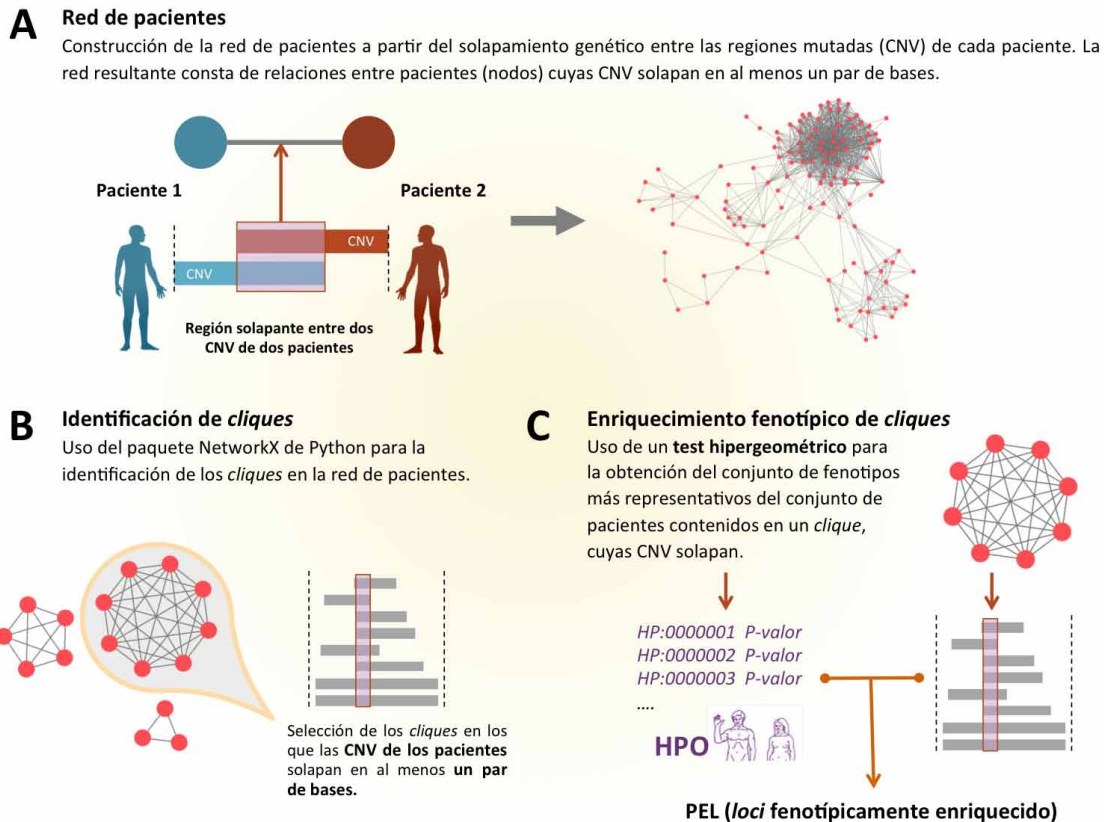 A
Red de pacientes
Construcción de la red de pacientes a partir del solapamiento genético entre las regiones mutadas (CNV) de cada paciente. La
red resultante consta de relaciones entre pacientes (nodos) cuyas CNV solapan en al menos un par de bases.
Paciente 1
Paciente 2
CNV
CNV
Región solapante entre dos
CNV de dos pacientes
B
Identificación de cliques
Uso del paquete NetworkX de Python para la
identificación de los cliques en la red de pacientes.
Selección de los cliques en los
que las CNV de los pacientes
solapan en al menos un par
de bases.
C
Enriquecimiento fenotípico de cliques
Uso de un test hipergeométrico para
la obtención del conjunto de fenotipos
más representativos del conjunto de
pacientes contenidos en un clique,
cuyas CNV solapan.
HP:0000001 P-valor
HP:0000002 P-valor
HP:0000003 P-valor
....
HPO
PEL (loci fenotípicamente enriquecido)